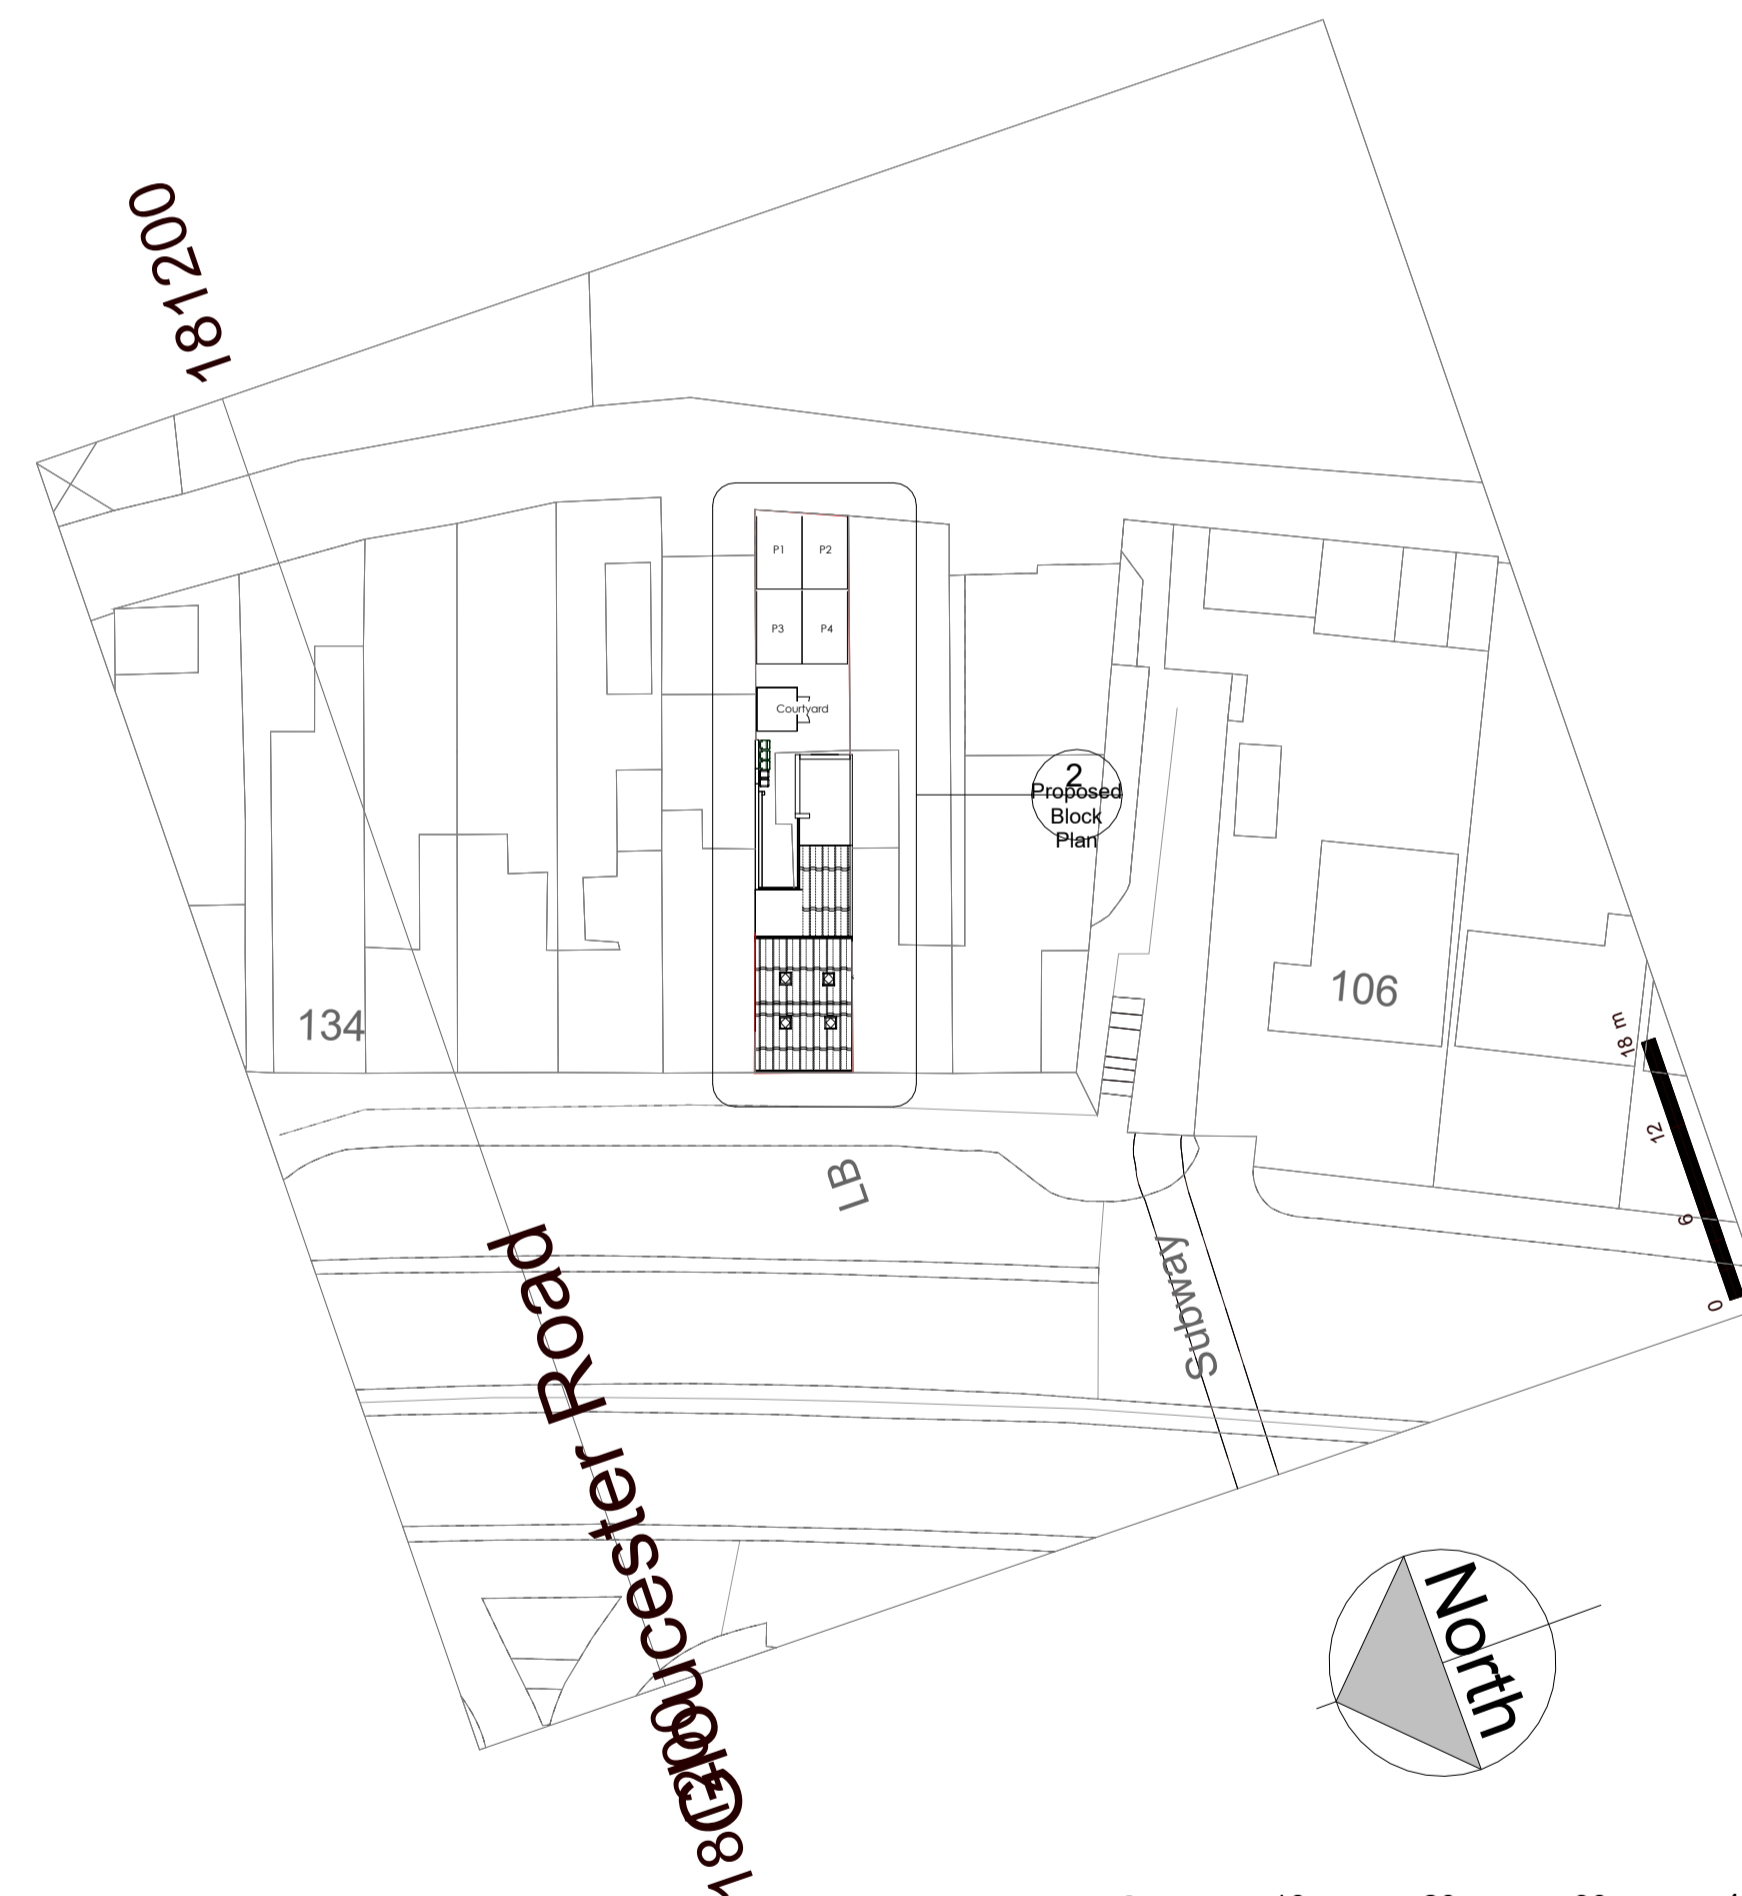 181200
P1
P2
P3
P4
Courtyard
2
Proposed
Block
Plan
134
106
18 m
12
6
0
LB
Subway
Gloucester Road
North